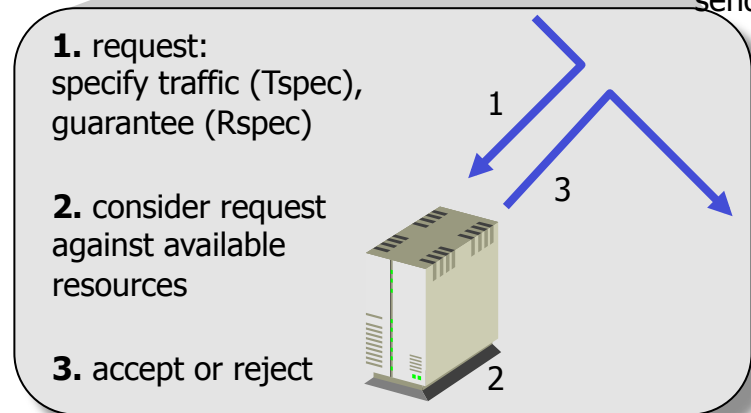 send
1. request:
specify traffic (Tspec),
guarantee (Rspec)
1
3
2. consider request
against available
resources
3. accept or reject
2